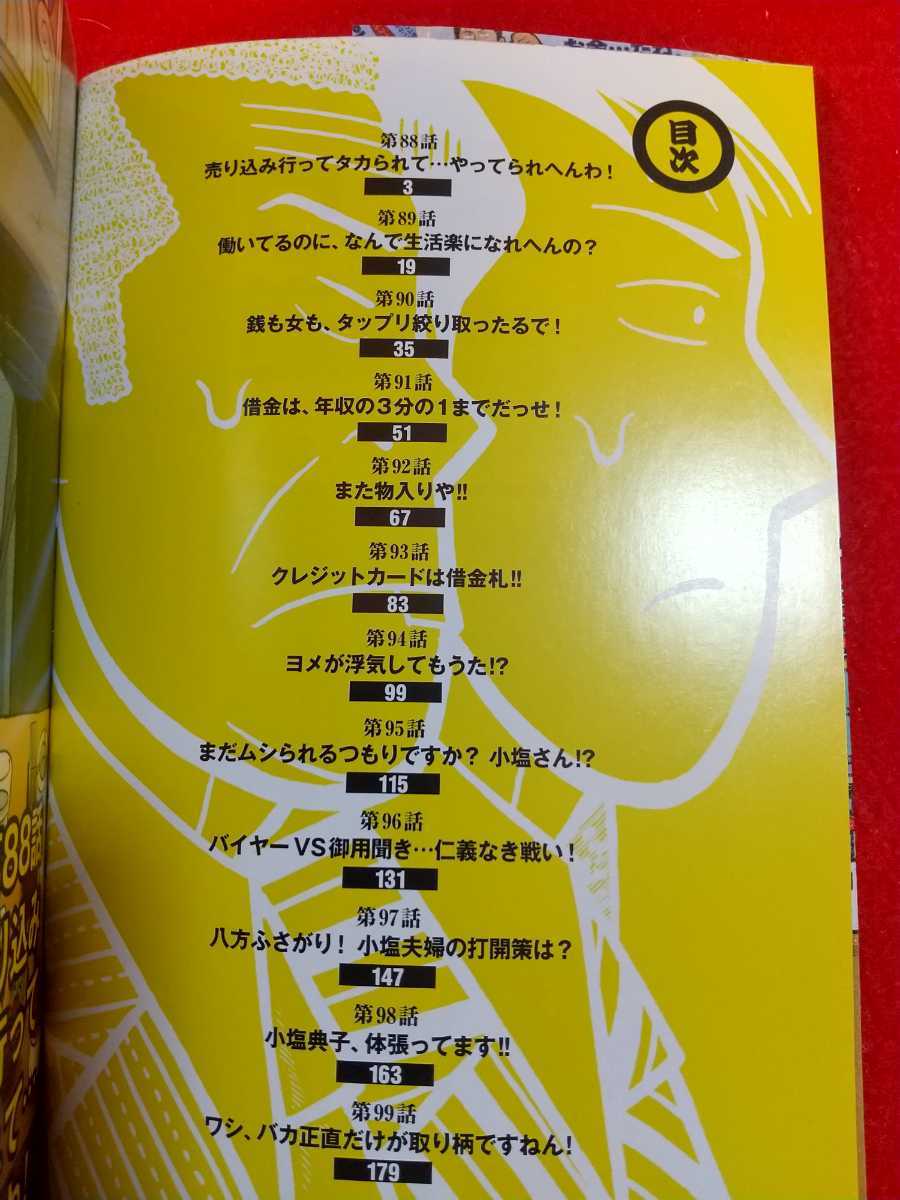 目次
第88話
売り込み行ってタカられて…やってられへんわ!
3
第89話
働いてるのに、なんで生活楽になれへんの?
19
第90話
銭も女も、タップリ絞り取ったるで!
35
第91話
借金は、年収の3分の1までだっせ!
51
第92話
また物入りや!!
67
第93話
クレジットカードは借金札!!
83
第94話
ヨメが浮気してもうた!?
99
第95話
まだムシられるつもりですか? 小塩さん!?
115
第96話
バイヤーVS御用聞き…仁義なき戦い!
131
第97話
八方ふさがり! 小塩夫婦の打開策は?
147
第98話
小塩典子、体張ってます!!
163
第99話
ワシ、バカ正直だけが取り柄ですねん!
179